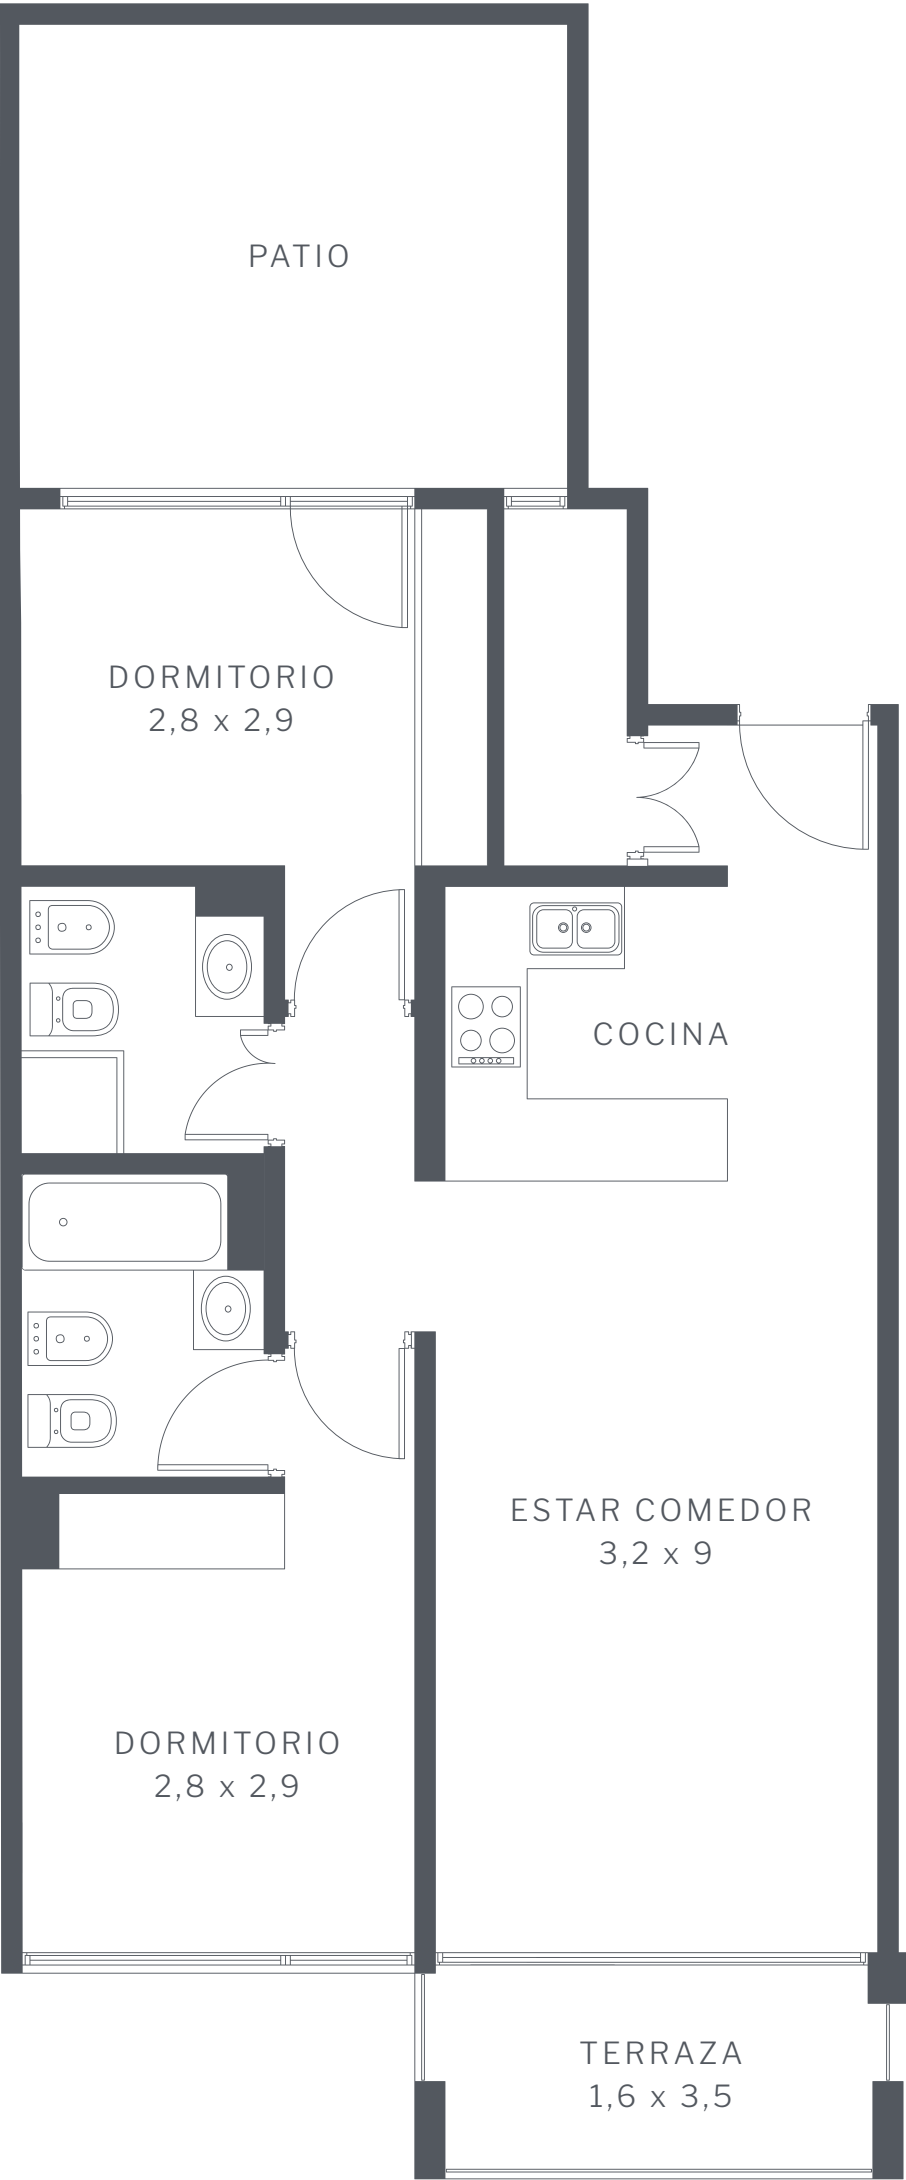 PATIO
DORMITORIO
2,8 x 2,9
COCINA
ESTAR COMEDOR
3,2 x 9
DORMITORIO
2,8 x 2,9
TERRAZA
1,6 x 3,5